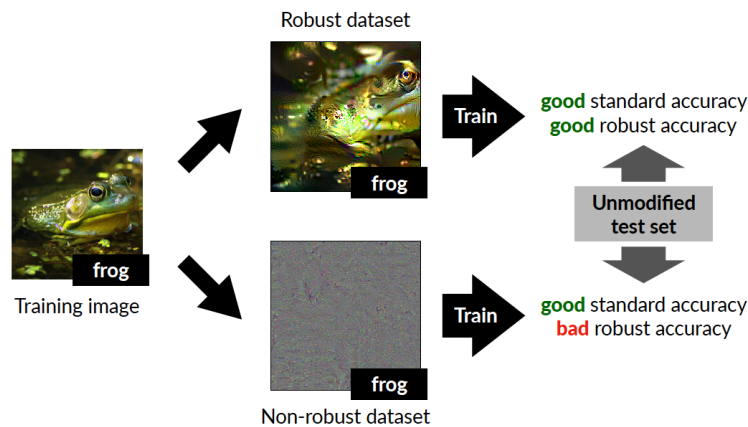 Robust dataset
frog
Train
good standard accuracy
good robust accuracy
frog
Training image
Unmodified
test set
frog
Train
good standard accuracy
bad robust accuracy
Non-robust dataset